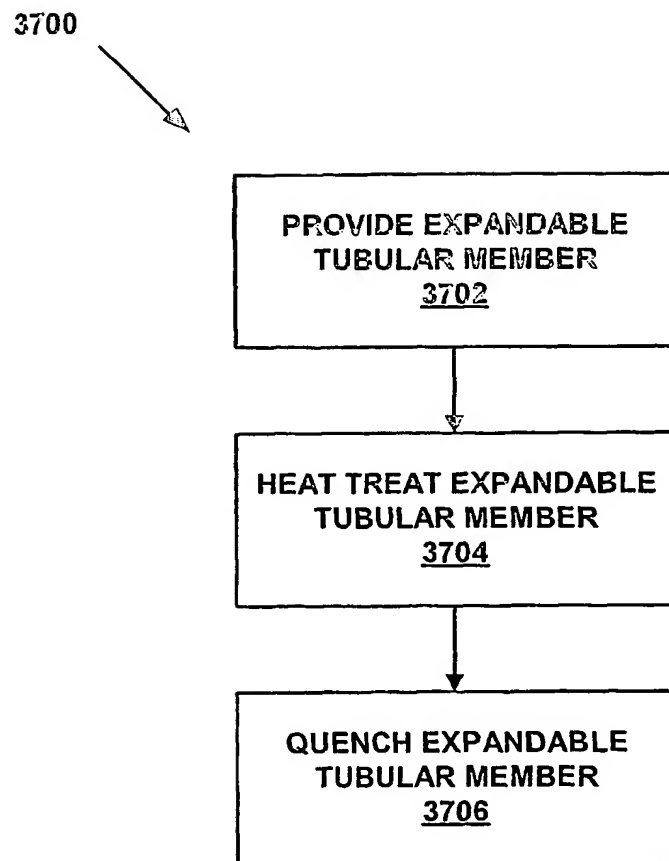 3700
PROVIDE EXPANDABLE
TUBULAR MEMBER
3702
HEAT TREAT EXPANDABLE
TUBULAR MEMBER
3704
QUENCH EXPANDABLE
TUBULAR MEMBER
3706